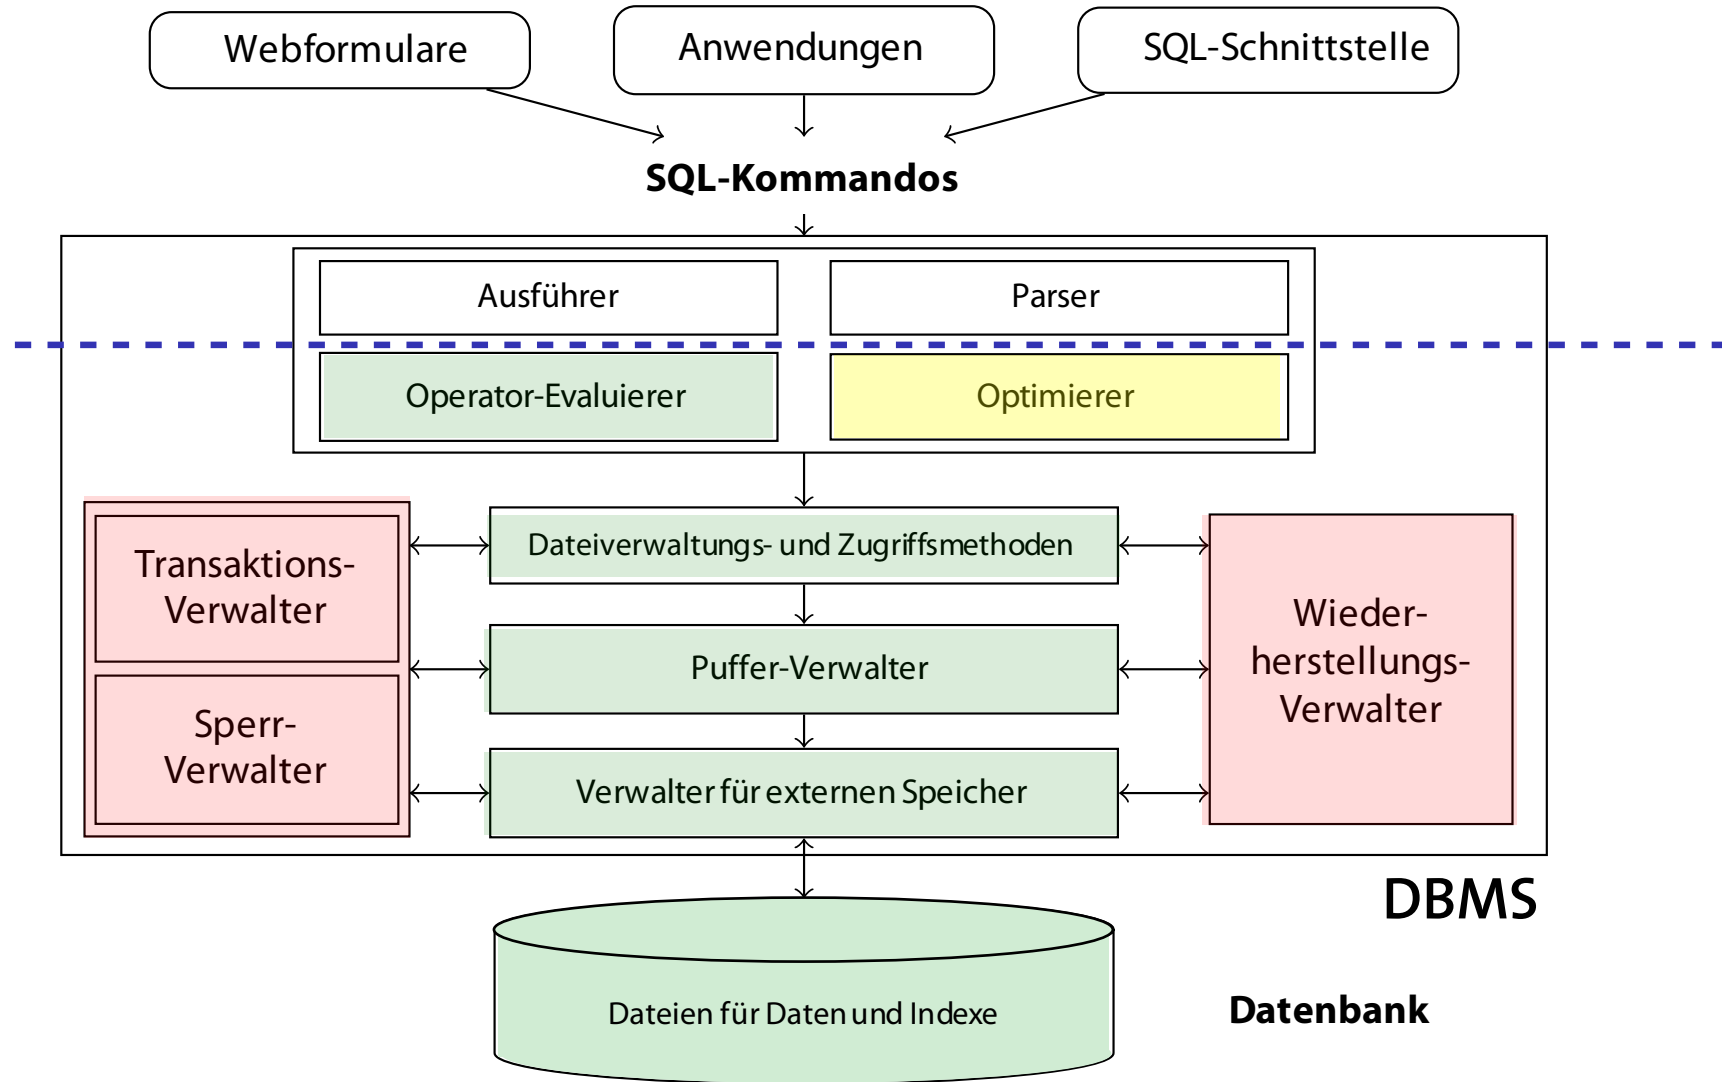 Webformulare
Anwendungen
SQL-Schnittstelle
SQL-Kommandos
Ausführer
Parser
Operator-Evaluierer
Optimierer
Transaktions-
Verwalter
Sperr-
Verwalter
Dateiverwaltungs- und Zugriffsmethoden
Puffer-Verwalter
Verwalter für externen Speicher
Wieder-
herstellungs-
Verwalter
DBMS
Dateien für Daten und Indexe
Datenbank